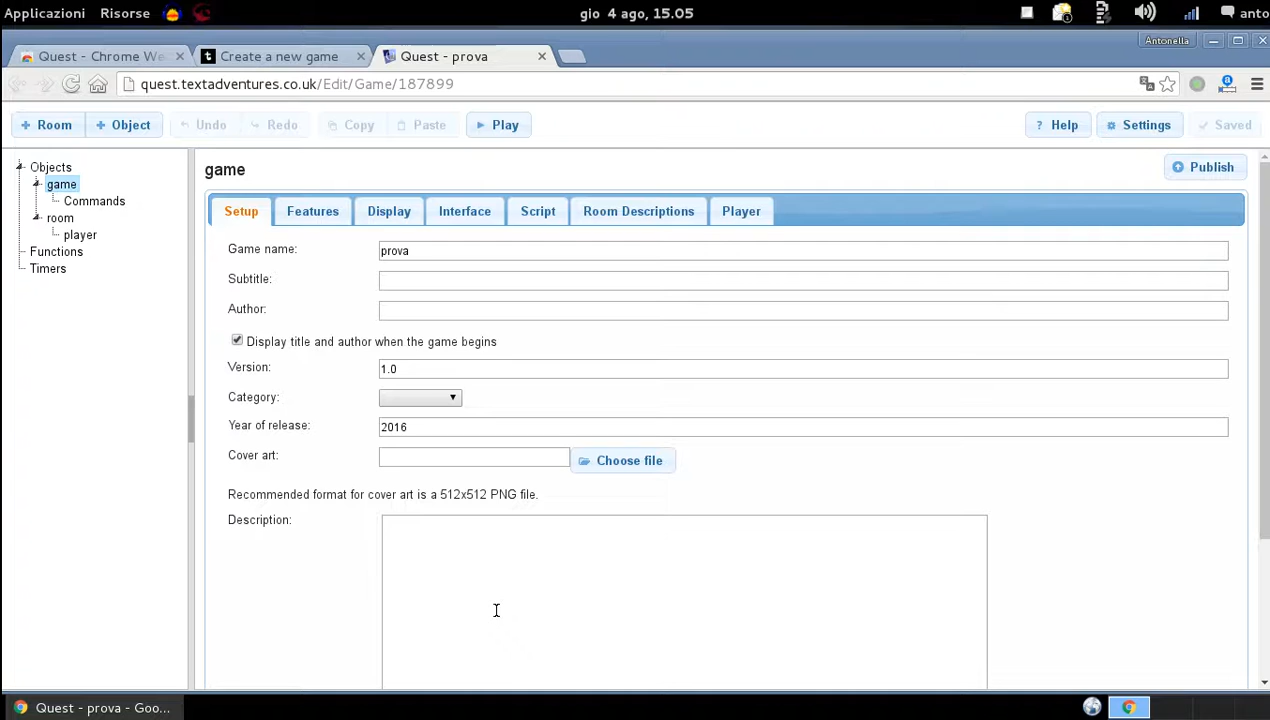 Applicazioni Risorse gio 4 ago, 15.05 anto
Quest - Chrome We Create a new game Quest - prova Antonella
quest.textadventures.co.uk/Edit/Game/187899
Room Object Undo Redo Copy Paste Play Help Settings Saved
Objects
game
Commands
room
player
Functions
Timers
game Publish
Setup Features Display Interface Script Room Descriptions Player
Game name: prova
Subtitle:
Author:
Display title and author when the game begins
Version: 1.0
Category:
Year of release: 2016
Cover art: Choose file
Recommended format for cover art is a 512x512 PNG file.
Description:
Quest - prova - Goo...